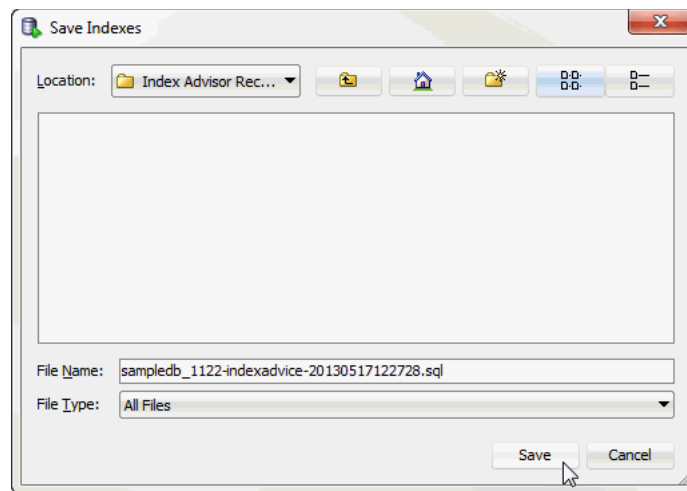 Save Indexes
Location: Index Advisor Rec...
File Name: sampledb_1122-indexadvice-20130517122728.sql
File Type: All Files
Save Cancel